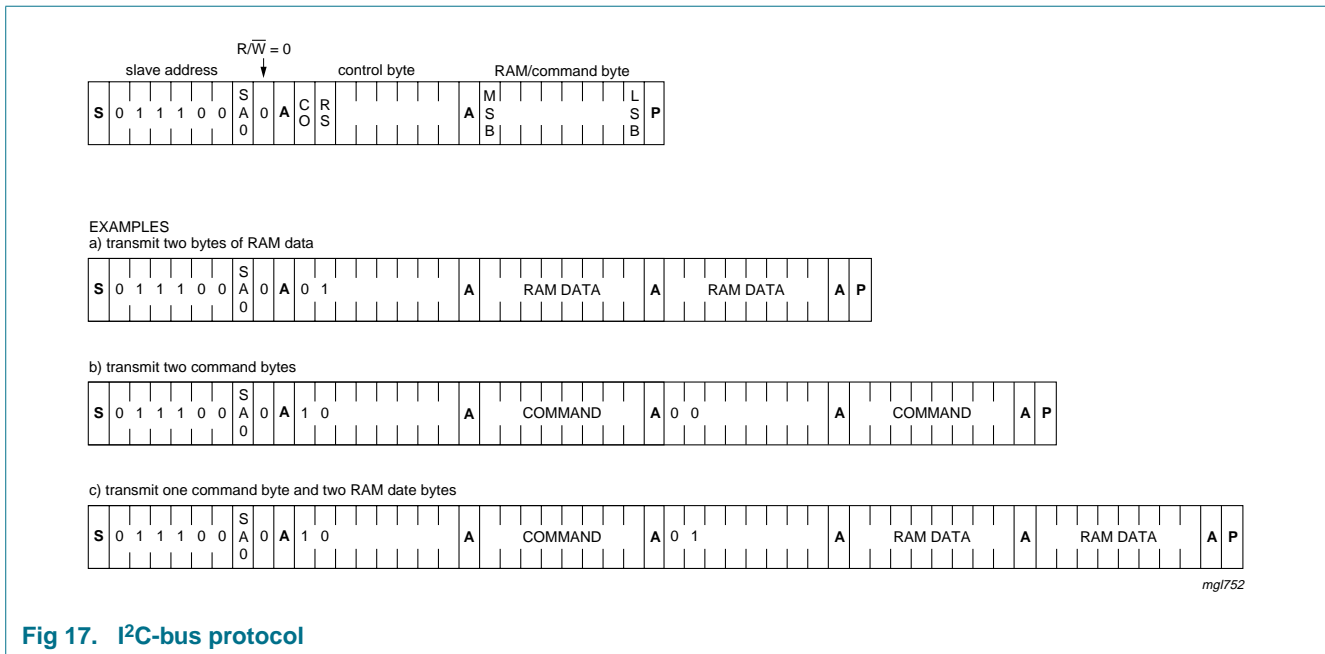 R/W = 0
slave address control byte RAM/command byte
S 0 1 1 1 0 0 SA0 0 A CO RS A MSB LSB P
EXAMPLES
a) transmit two bytes of RAM data
S 0 1 1 1 0 0 SA0 0 A 0 1 A RAM DATA A RAM DATA A P
b) transmit two command bytes
S 0 1 1 1 0 0 SA0 0 A 1 0 A COMMAND A 0 0 A COMMAND A P
c) transmit one command byte and two RAM date bytes
S 0 1 1 1 0 0 SA0 0 A 1 0 A COMMAND A 0 1 A RAM DATA A RAM DATA A P
mgl752
Fig 17. I²C-bus protocol